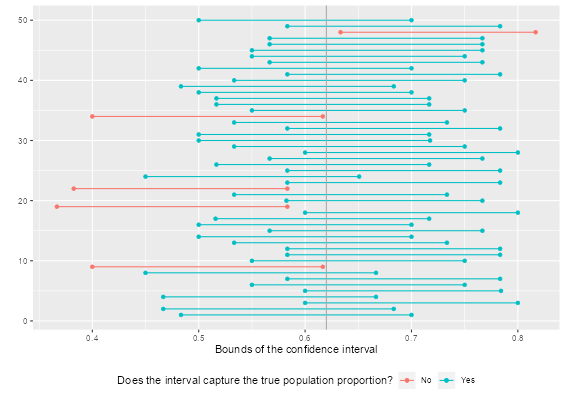 50
40
30
20
10
0
0.4 0.5 0.6 0.7 0.8
Bounds of the confidence interval
Does the interval capture the true population proportion? No Yes